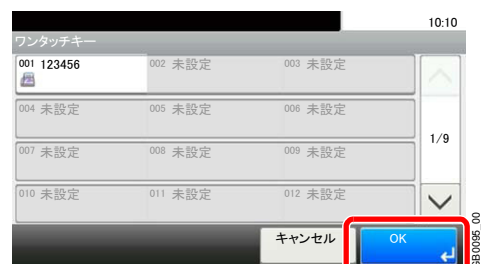 10:10
ワンタッチキー
001 123456 002 未設定 003 未設定
004 未設定 005 未設定 006 未設定
1/9
007 未設定 008 未設定 009 未設定
010 未設定 011 未設定 012 未設定
キャンセル OK
GB0095_00